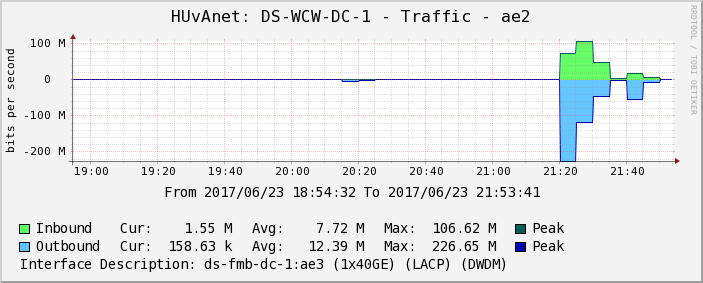 HUvAnet: DS-WCW-DC-1 - Traffic - ae2
RRDTOOL / TOBI OETIKER
bits per second
100 M
0
-100 M
-200 M
19:00 19:20 19:40 20:00 20:20 20:40 21:00 21:20 21:40
From 2017/06/23 18:54:32 To 2017/06/23 21:53:41
Inbound Cur: 1.55 M Avg: 7.72 M Max: 106.62 M Peak
Outbound Cur: 158.63 k Avg: 12.39 M Max: 226.65 M Peak
Interface Description: ds-fmb-dc-1:ae3 (1x40GE) (LACP) (DWDM)